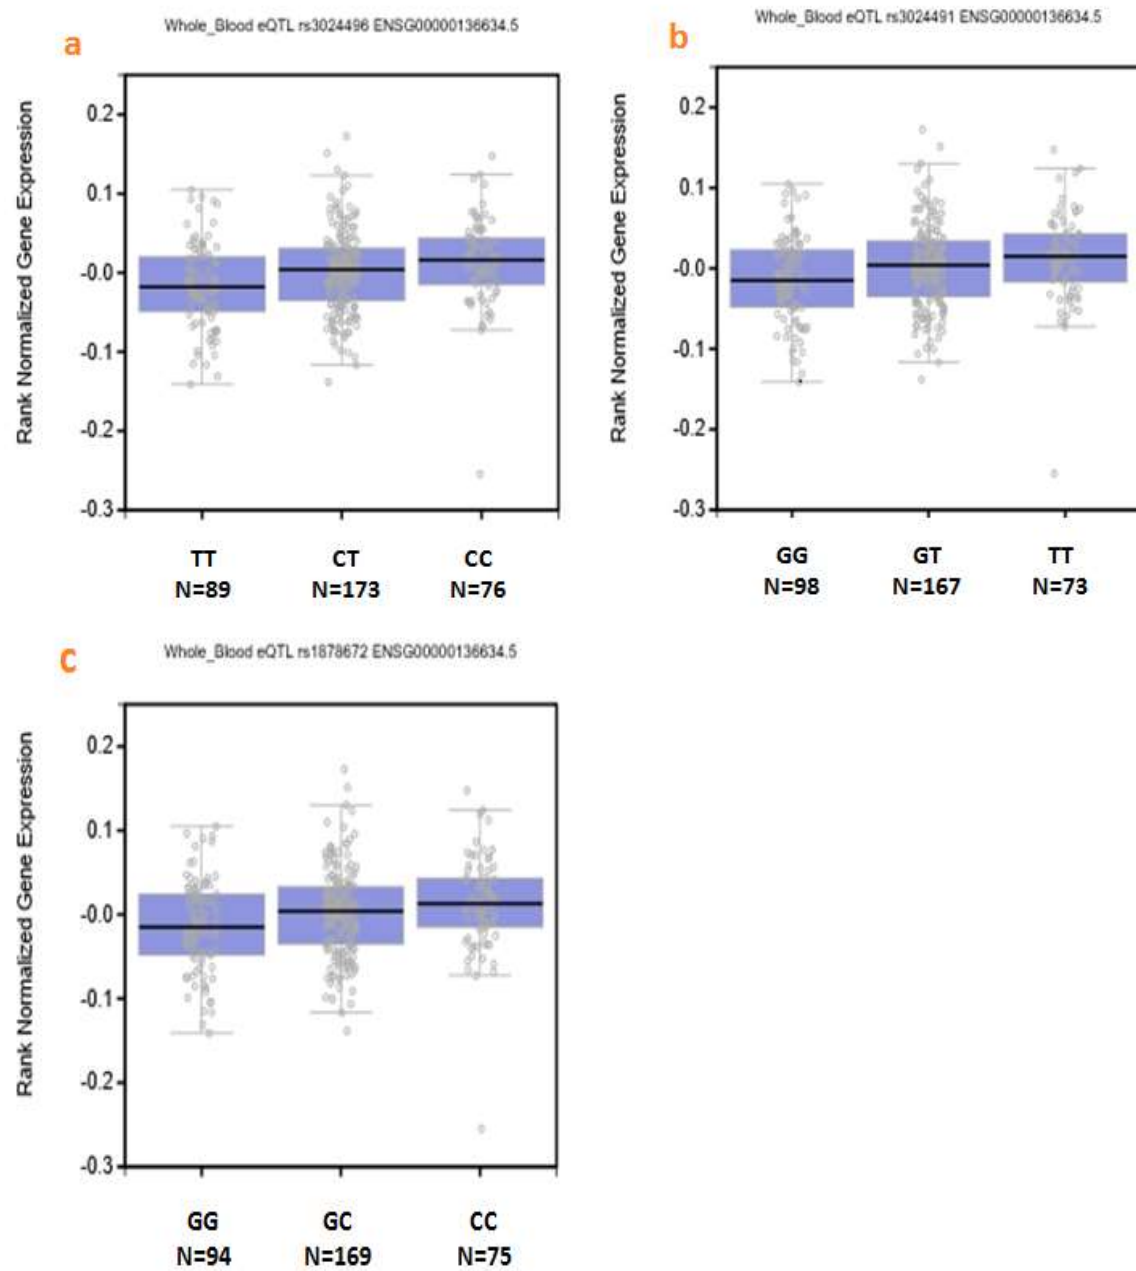 a
Whole_Blood eQTL rs3024496 ENSG00000136634.5
Rank Normalized Gene Expression
0.2
0.1
-0.0
-0.1
-0.2
-0.3
TT CT CC
N=89 N=173 N=76
b
Whole_Blood eQTL rs3024491 ENSG00000136634.5
Rank Normalized Gene Expression
0.2
0.1
-0.0
-0.1
-0.2
-0.3
GG GT TT
N=98 N=167 N=73
c
Whole_Blood eQTL rs1878672 ENSG00000136634.5
Rank Normalized Gene Expression
0.2
0.1
-0.0
-0.1
-0.2
-0.3
GG GC CC
N=94 N=169 N=75